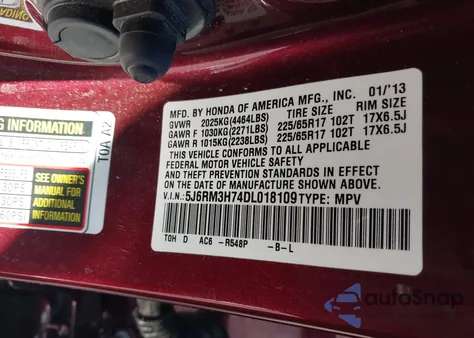 MFD. BY HONDA OF AMERICA MFG., INC. 01/'13
GVWR 2025KG(4464LBS) TIRE SIZE RIM SIZE
GAWR F 1030KG(2271LBS) 225/65R17 102T 17X6.5J
GAWR R 1015KG(2238LBS) 225/65R17 102T 17X6.5J
THIS VEHICLE CONFORMS TO ALL APPLICABLE
FEDERAL MOTOR VEHICLE SAFETY
AND THEFT PREVENTION STANDARDS IN EFFECT
ON THE DATE OF MANUFACTURE SHOWN ABOVE.
V.I.N.: 5J6RM3H74DL018109 TYPE: MPV
TOH D AC6 -R548P -B-L
TOA A2
SEE OWNER'S
MANUAL FOR
ADDITIONAL
INFORMATION
30PSI
60PSI
autoSnap